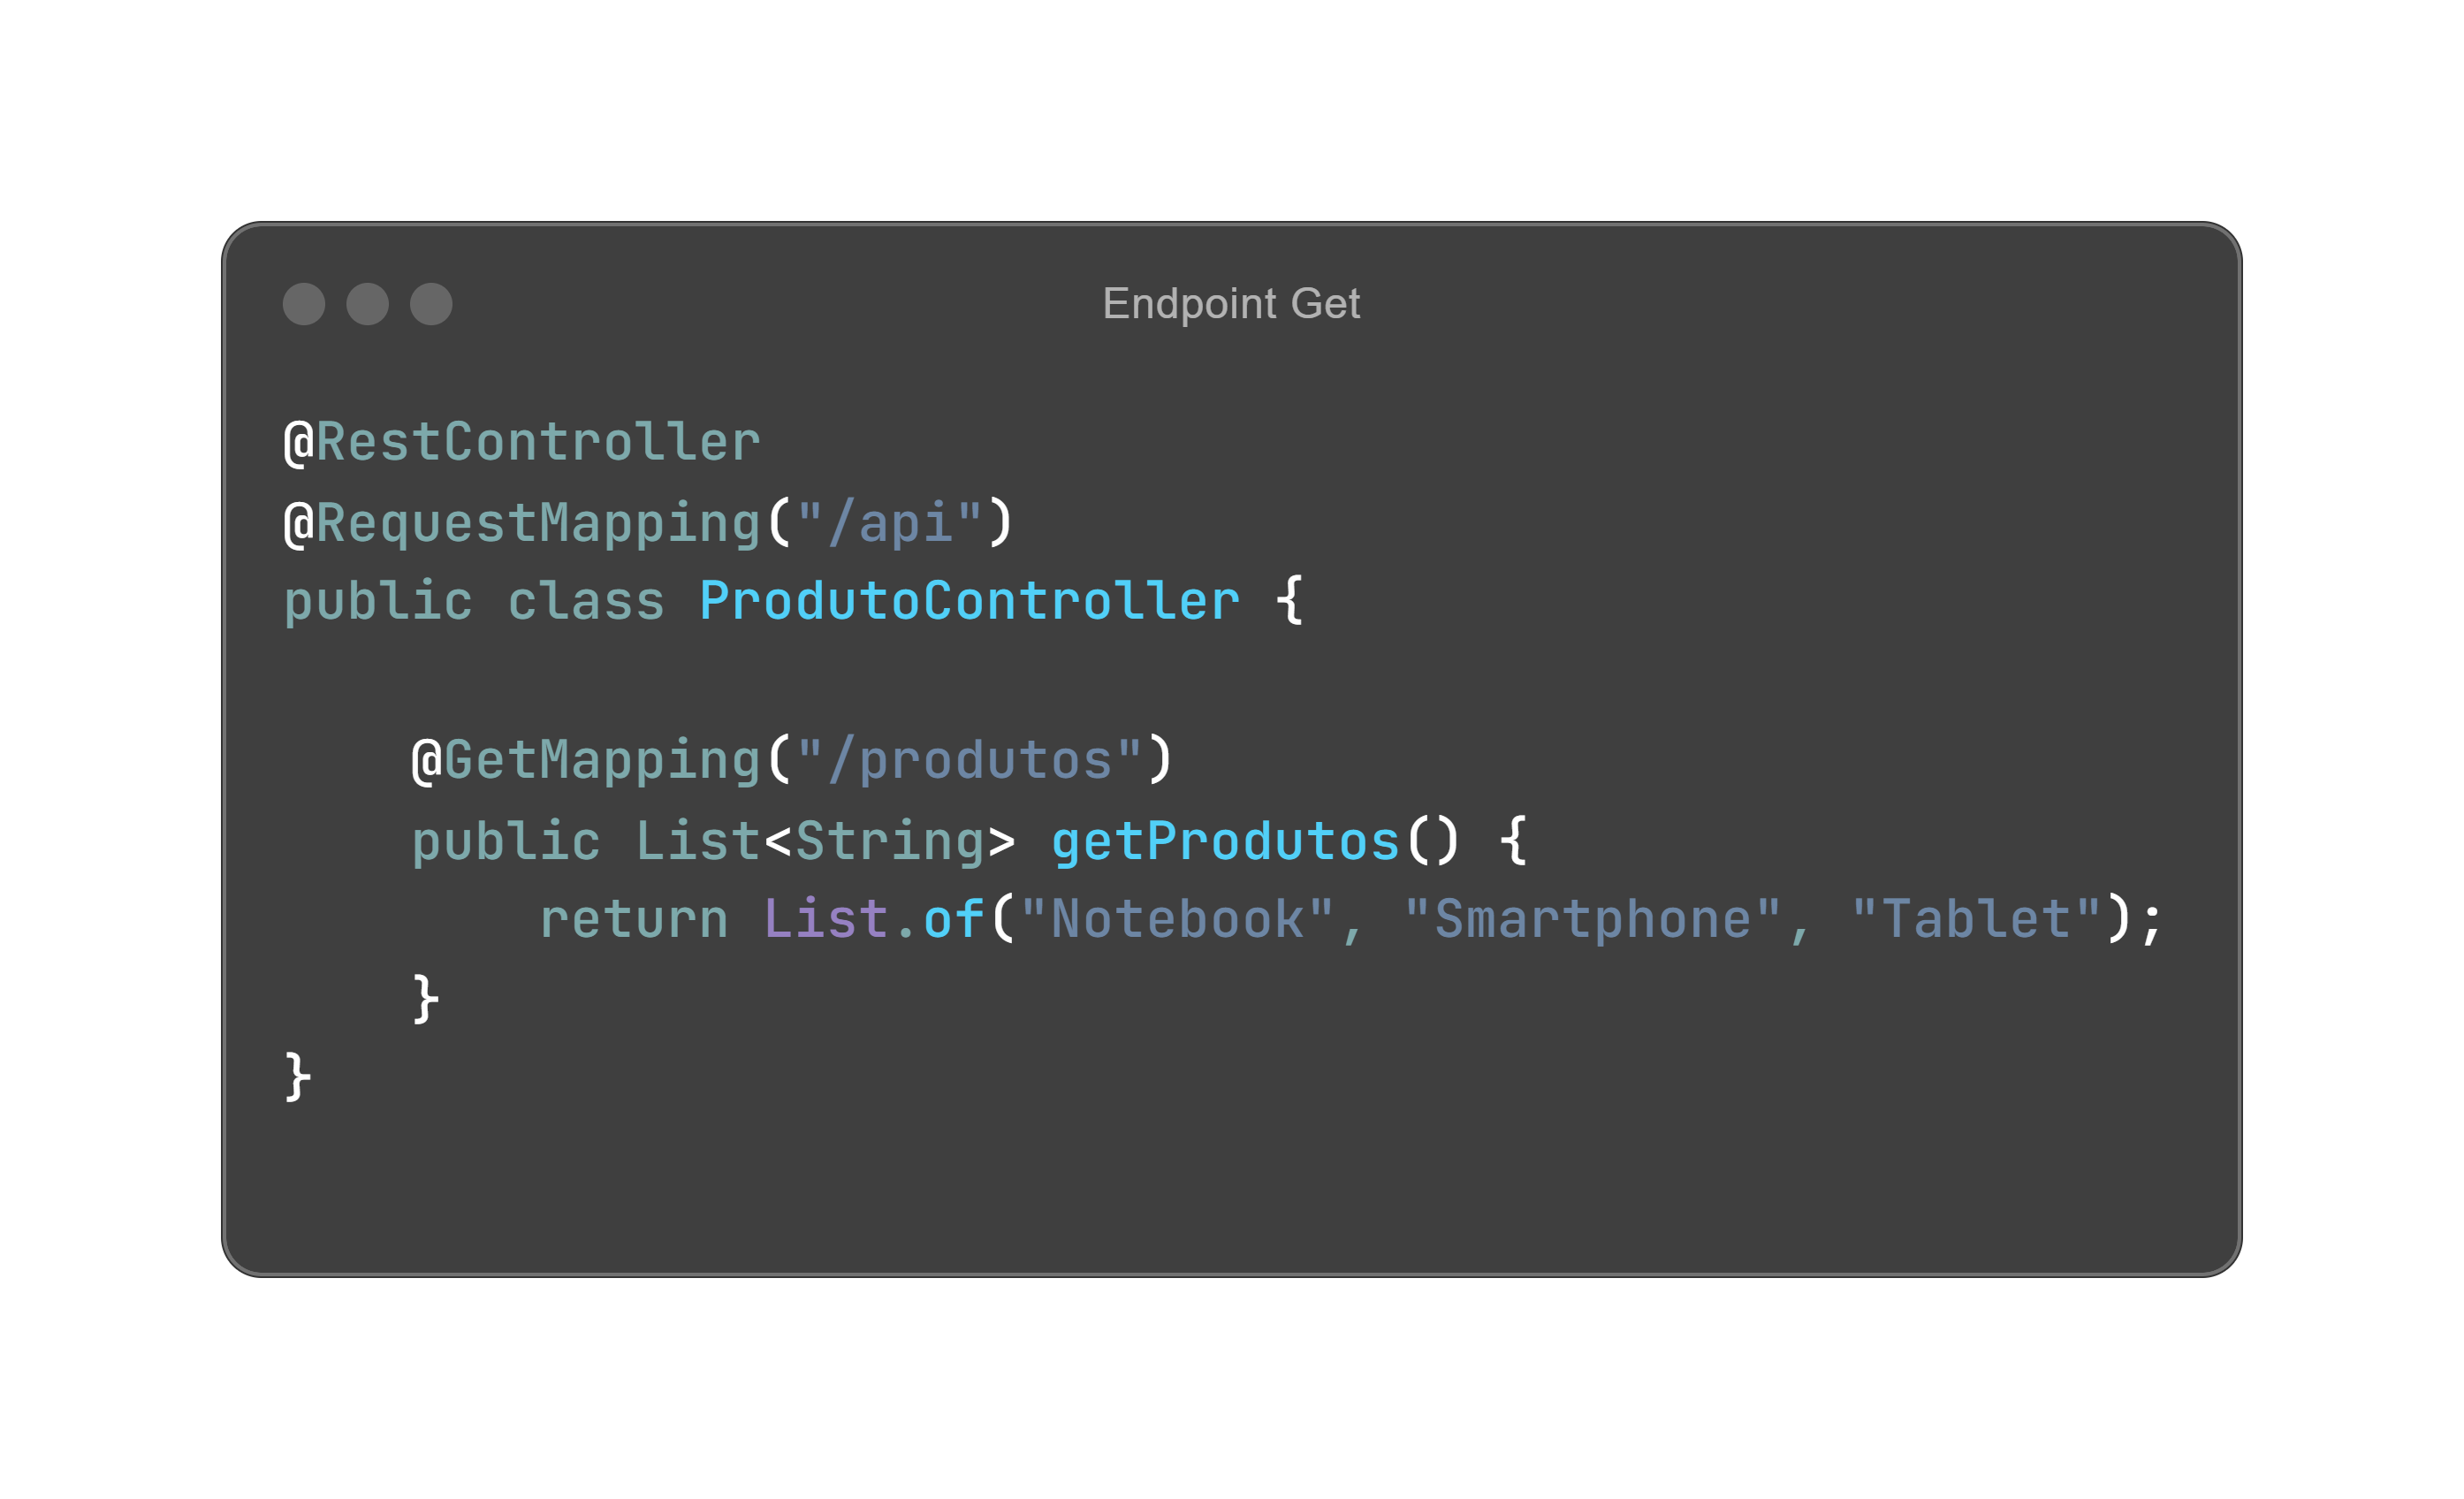 Endpoint Get
@RestController
@RequestMapping("/api")
public class ProdutoController {
    @GetMapping("/produtos")
    public List<String> getProdutos() {
        return List.of("Notebook", "Smartphone", "Tablet");
    }
}